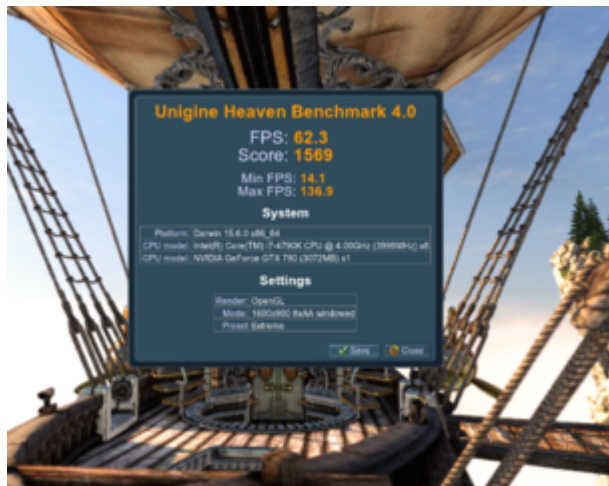 Unigine Heaven Benchmark 4.0
FPS: 62.3
Score: 1569
Min FPS: 14.1
Max FPS: 136.9
System
Platform: Darwin 15.6.0 x86_64
CPU model: Intel(R) Core(TM) i7-4790K CPU @ 4.00GHz (3999MHz) x8
GPU model: NVIDIA GeForce GTX 780 (3072MB) x1
Settings
Render: OpenGL
Mode: 1600x900 8xAA windowed
Preset Extreme
Save Close